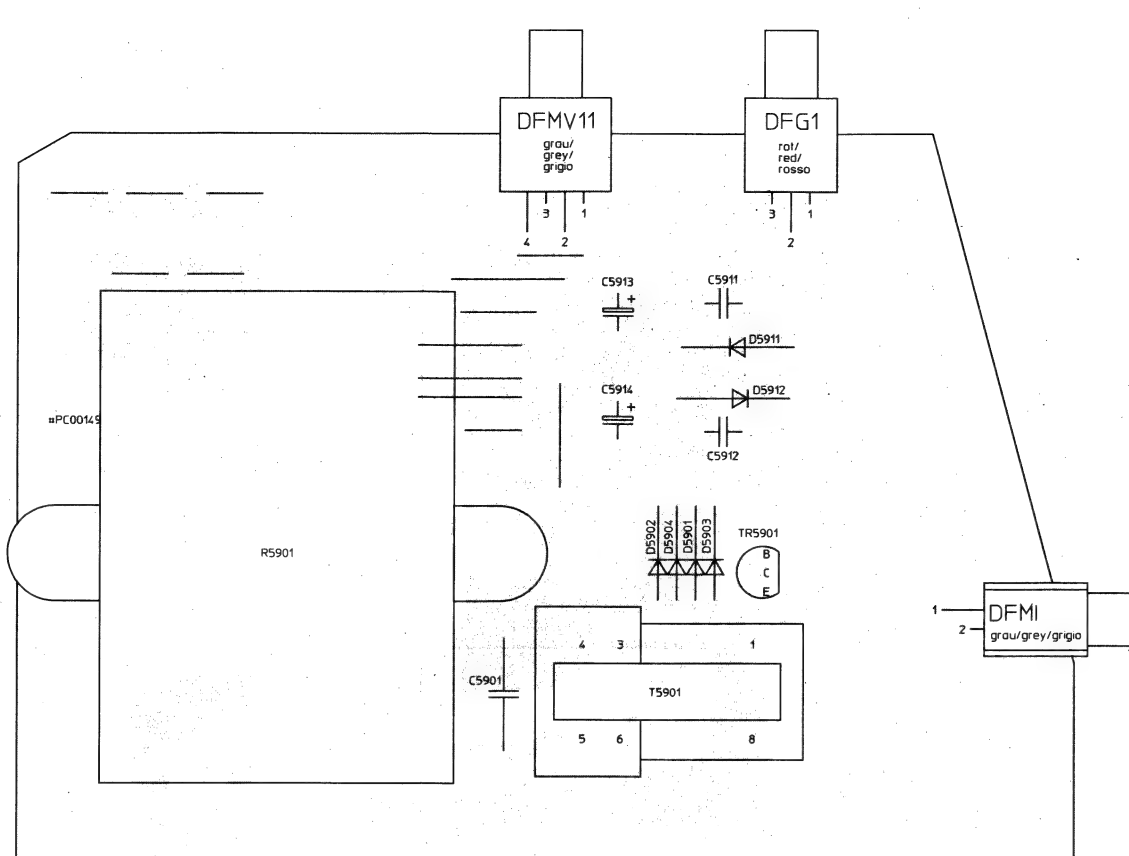 DFMV11
grau/
grey/
grigio
4
3
2
1
DFG1
rot/
red/
rosso
3
1
2
C5913
+
C5911
D5911
C5914
+
D5912
C5912
¤PC00149
D5902
D5904
D5901
D5903
TR5901
B
C
E
R5901
1
2
DFMI
grau/grey/grigio
4
3
1
C5901
T5901
5
6
8